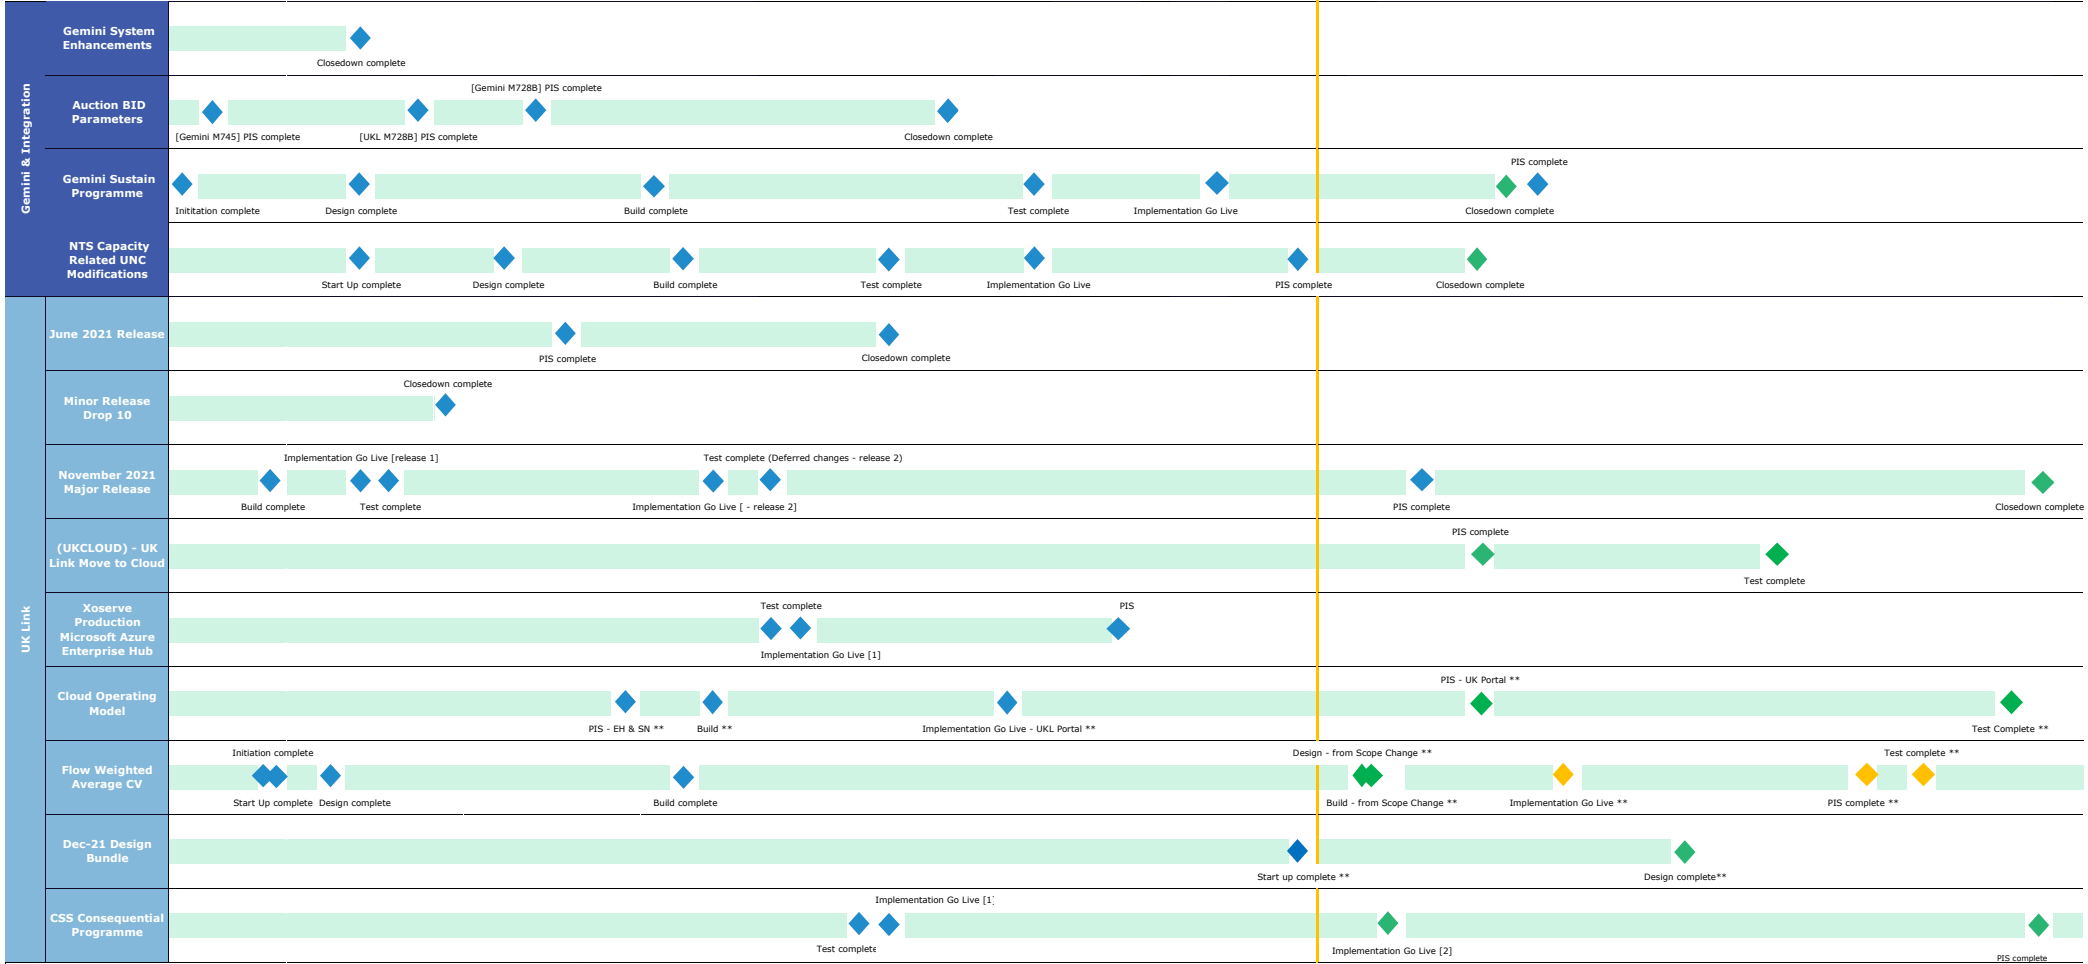 Gemini & Integration
Gemini System
Enhancements
Closedown complete
Auction BID
Parameters
[Gemini M728B] PIS complete
[Gemini M745] PIS complete
[UKL M728B] PIS complete
Closedown complete
Gemini Sustain
Programme
PIS complete
Inititation complete
Design complete
Build complete
Test complete
Implementation Go Live
Closedown complete
NTS Capacity
Related UNC
Modifications
Start Up complete
Design complete
Build complete
Test complete
Implementation Go Live
PIS complete
Closedown complete
UK Link
June 2021 Release
PIS complete
Closedown complete
Minor Release
Drop 10
Closedown complete
November 2021
Major Release
Implementation Go Live [release 1]
Test complete (Deferred changes - release 2)
Build complete
Test complete
Implementation Go Live [ - release 2]
PIS complete
Closedown complete
(UKCLOUD) - UK
Link Move to Cloud
PIS complete
Test complete
Xoserve
Production
Microsoft Azure
Enterprise Hub
Test complete
PIS
Implementation Go Live [1]
Cloud Operating
Model
PIS - UK Portal **
PIS - EH & SN **
Build **
Implementation Go Live - UKL Portal **
Test Complete **
Flow Weighted
Average CV
Initiation complete
Design - from Scope Change **
Test complete **
Start Up complete
Design complete
Build complete
Build - from Scope Change **
Implementation Go Live **
PIS complete **
Dec-21 Design
Bundle
Start up complete **
Design complete**
CSS Consequential
Programme
Implementation Go Live [1]
Test complete
Implementation Go Live [2]
PIS complete